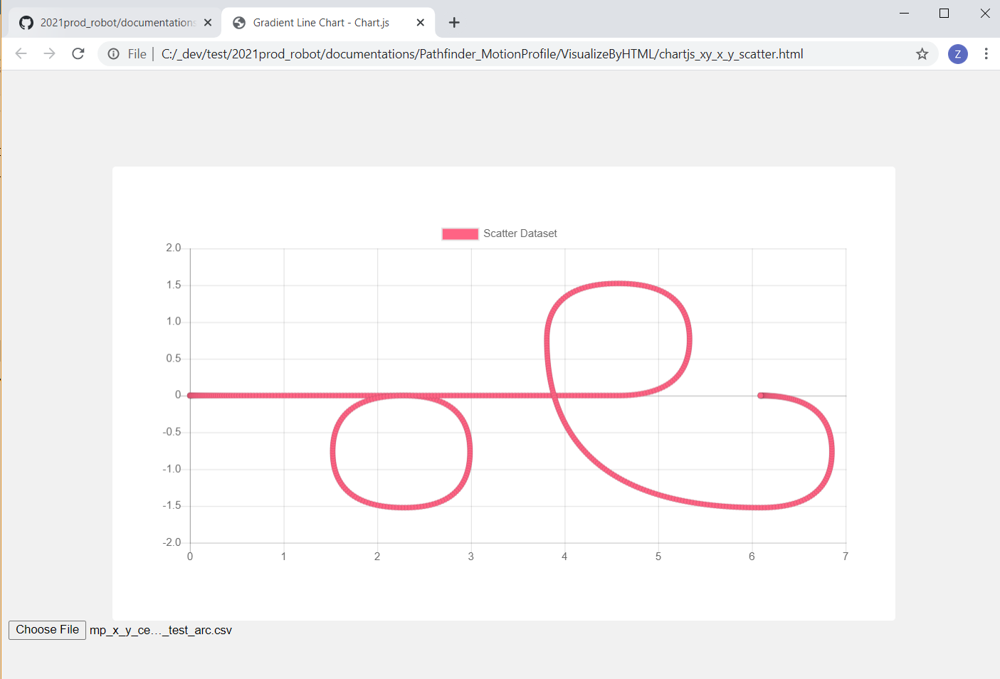 2021prod_robot/documentations
Gradient Line Chart - Chart.js
File
C:/_dev/test/2021prod_robot/documentations/Pathfinder_MotionProfile/VisualizeByHTML/chartjs_xy_x_y_scatter.html
Z
Scatter Dataset
2.0
1.5
1.0
0.5
0
-0.5
-1.0
-1.5
-2.0
0 1 2 3 4 5 6 7
Choose File mp_x_y_ce…_test_arc.csv